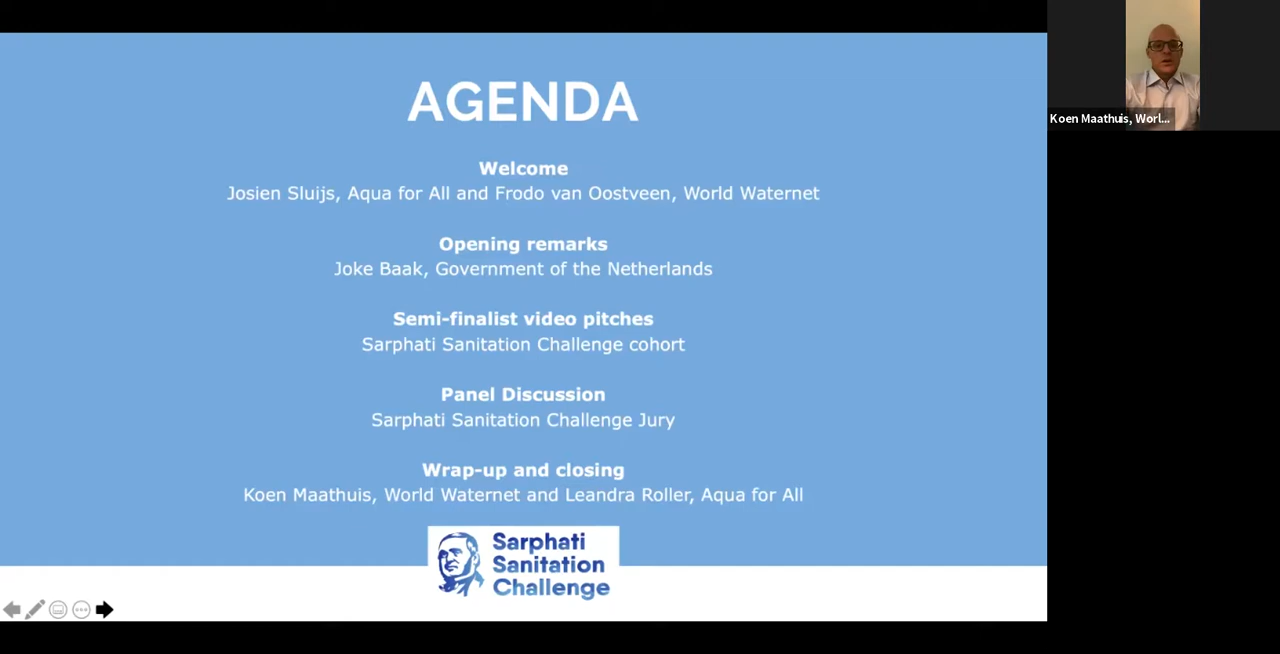 AGENDA
Welcome
Josien Sluijs, Aqua for All and Frodo van Oostveen, World Waternet
Opening remarks
Joke Baak, Government of the Netherlands
Semi-finalist video pitches
Sarphati Sanitation Challenge cohort
Panel Discussion
Sarphati Sanitation Challenge Jury
Wrap-up and closing
Koen Maathuis, World Waternet and Leandra Roller, Aqua for All
Sarphati
Sanitation
Challenge
Koen Maathuis, Worl...